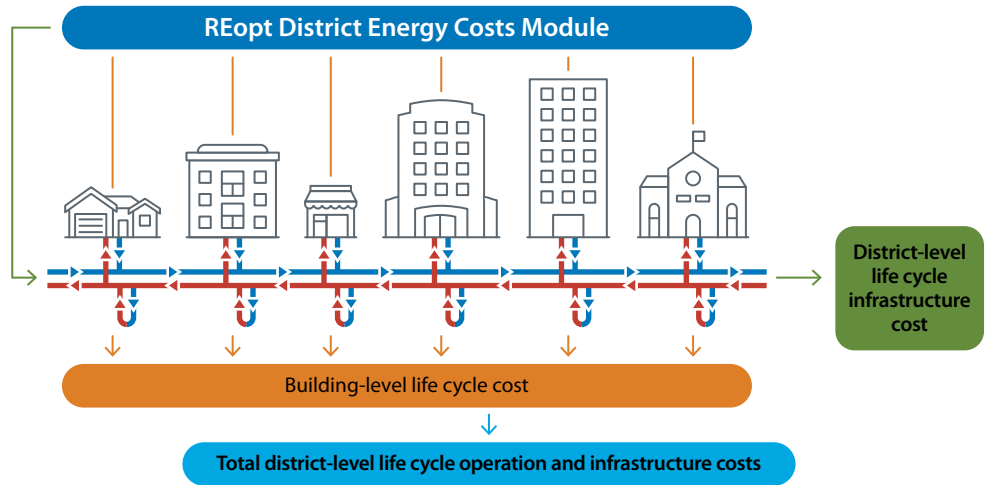 REopt District Energy Costs Module
District-level
life cycle
infrastructure
cost
Building-level life cycle cost
Total district-level life cycle operation and infrastructure costs